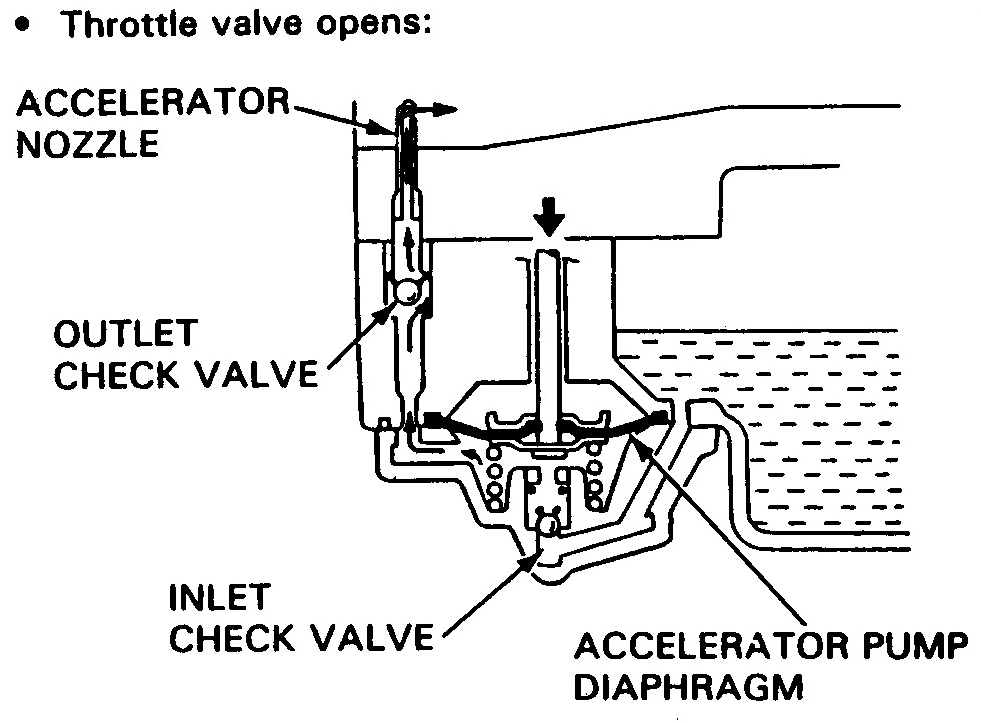 • Throttle valve opens:
ACCELERATOR
NOZZLE
OUTLET
CHECK VALVE
INLET
CHECK VALVE
ACCELERATOR PUMP
DIAPHRAGM